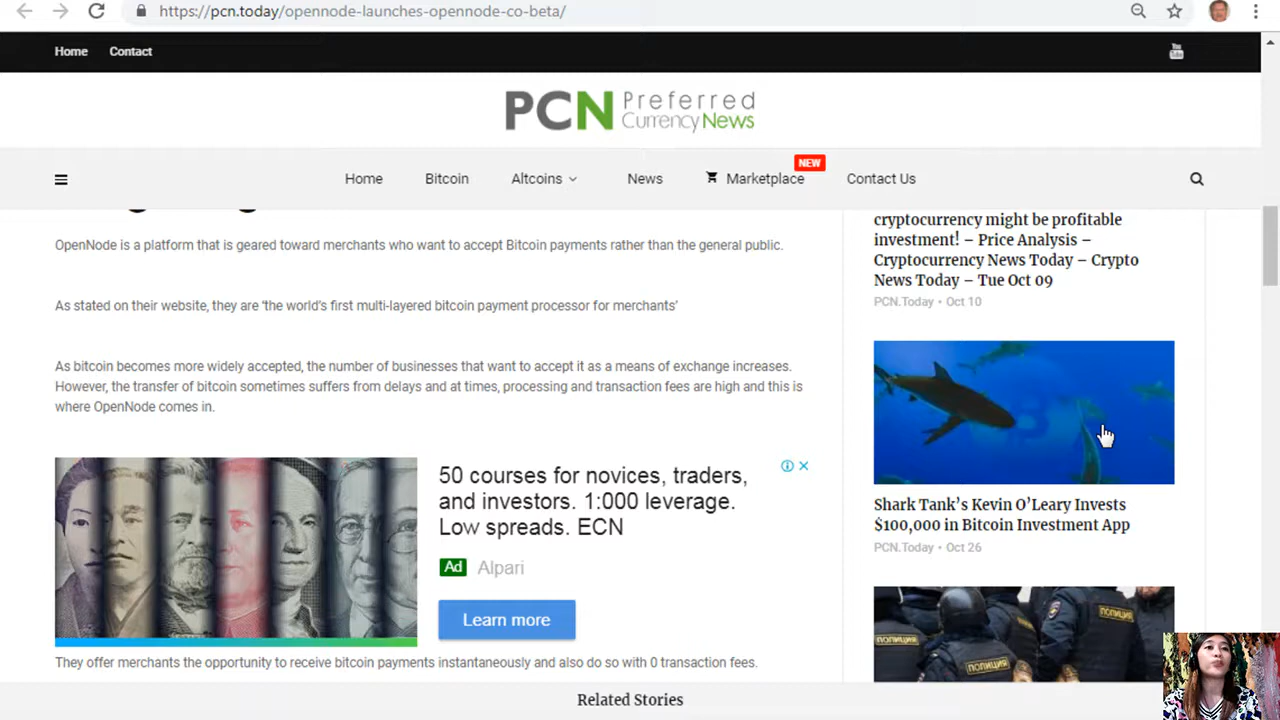 https://pcn.today/opennode-launches-opennode-co-beta/
Home Contact
You Tube
PCN Preferred CurrencyNews
NEW
Home Bitcoin Altcoins News Marketplace Contact Us
OpenNode is a platform that is geared toward merchants who want to accept Bitcoin payments rather than the general public.
As stated on their website, they are ‘the world’s first multi-layered bitcoin payment processor for merchants’
As bitcoin becomes more widely accepted, the number of businesses that want to accept it as a means of exchange increases.
However, the transfer of bitcoin sometimes suffers from delays and at times, processing and transaction fees are high and this is
where OpenNode comes in.
50 courses for novices, traders,
and investors. 1:000 leverage.
Low spreads. ECN
Ad Alpari
Learn more
They offer merchants the opportunity to receive bitcoin payments instantaneously and also do so with 0 transaction fees.
cryptocurrency might be profitable
investment! – Price Analysis –
Cryptocurrency News Today – Crypto
News Today – Tue Oct 09
PCN.Today • Oct 10
Shark Tank’s Kevin O’Leary Invests
$100,000 in Bitcoin Investment App
PCN.Today • Oct 26
ПОЛИЦИЯ
ПОЛИЦИЯ
ПОЛИЦИЯ
Related Stories